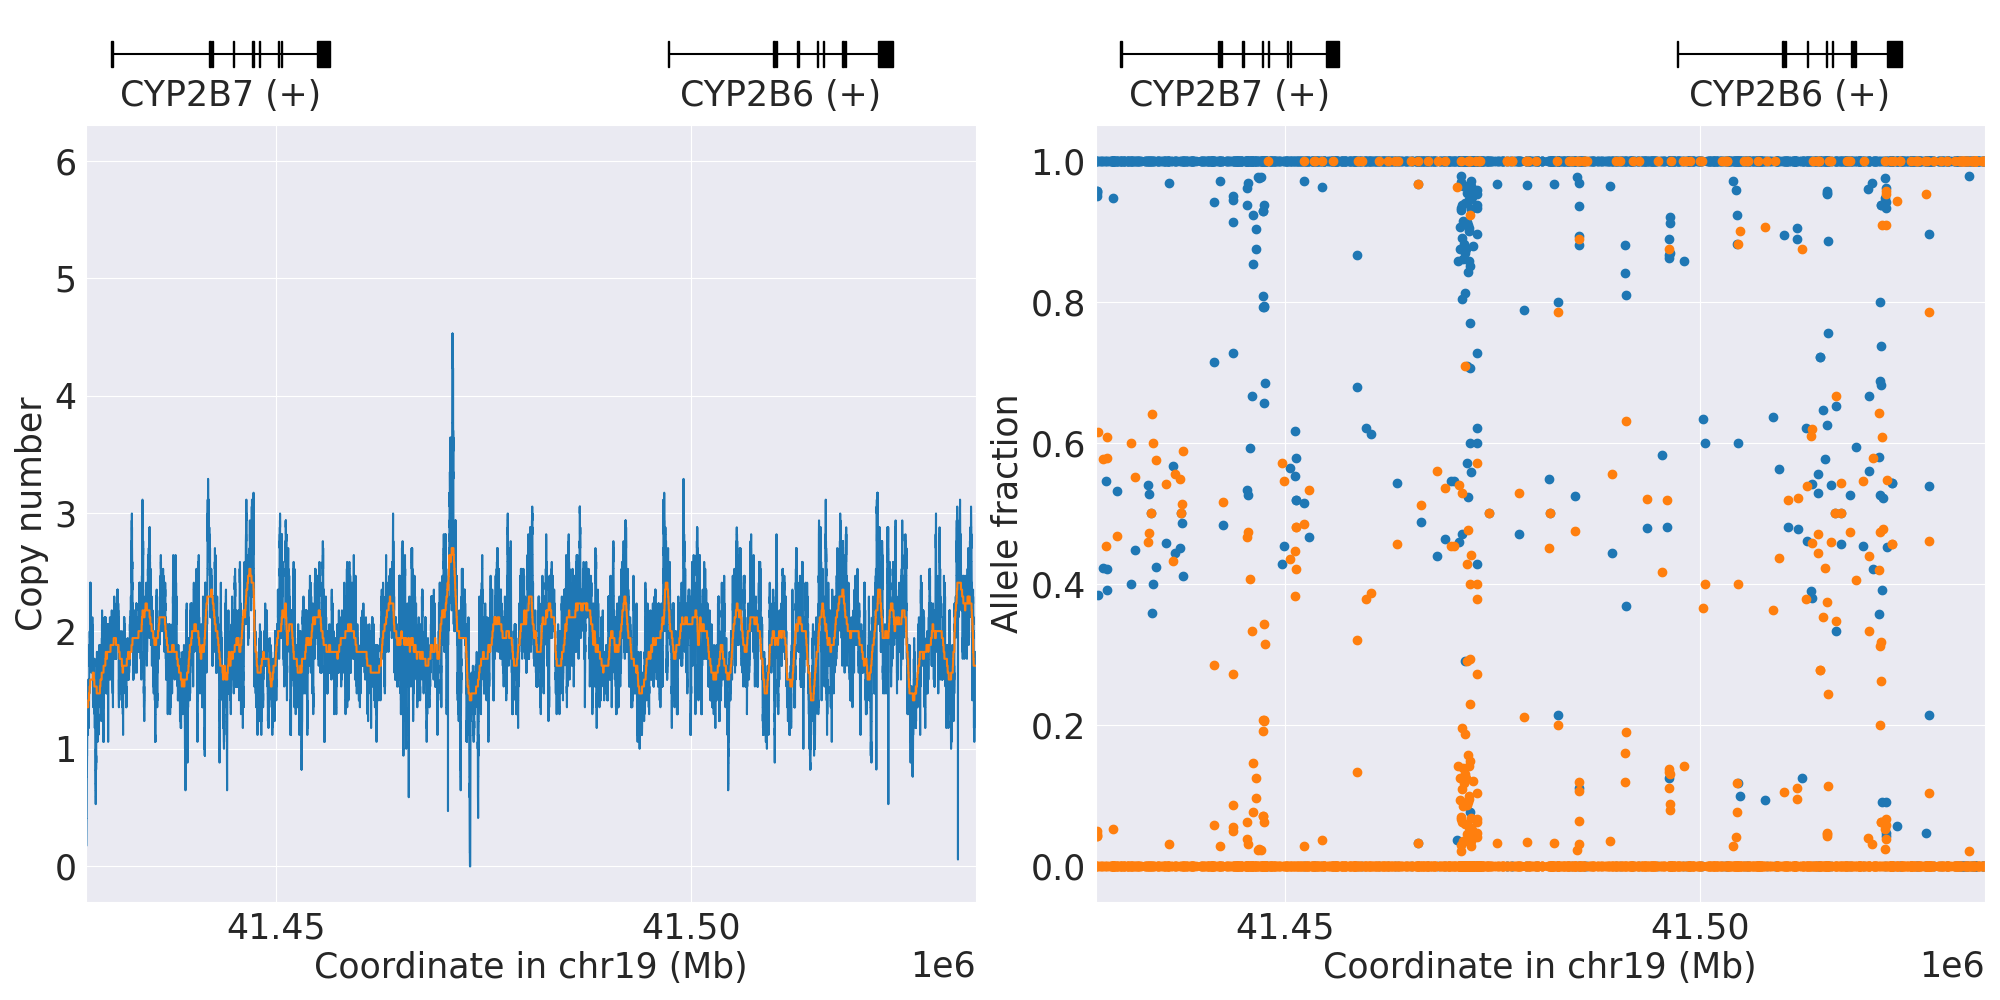 CYP2B7 (+)
CYP2B6 (+)
6
5
4
3
2
1
0
Copy number
41.45
41.50
Coordinate in chr19 (Mb)
1e6
CYP2B7 (+)
CYP2B6 (+)
1.0
0.8
0.6
0.4
0.2
0.0
Allele fraction
41.45
41.50
Coordinate in chr19 (Mb)
1e6